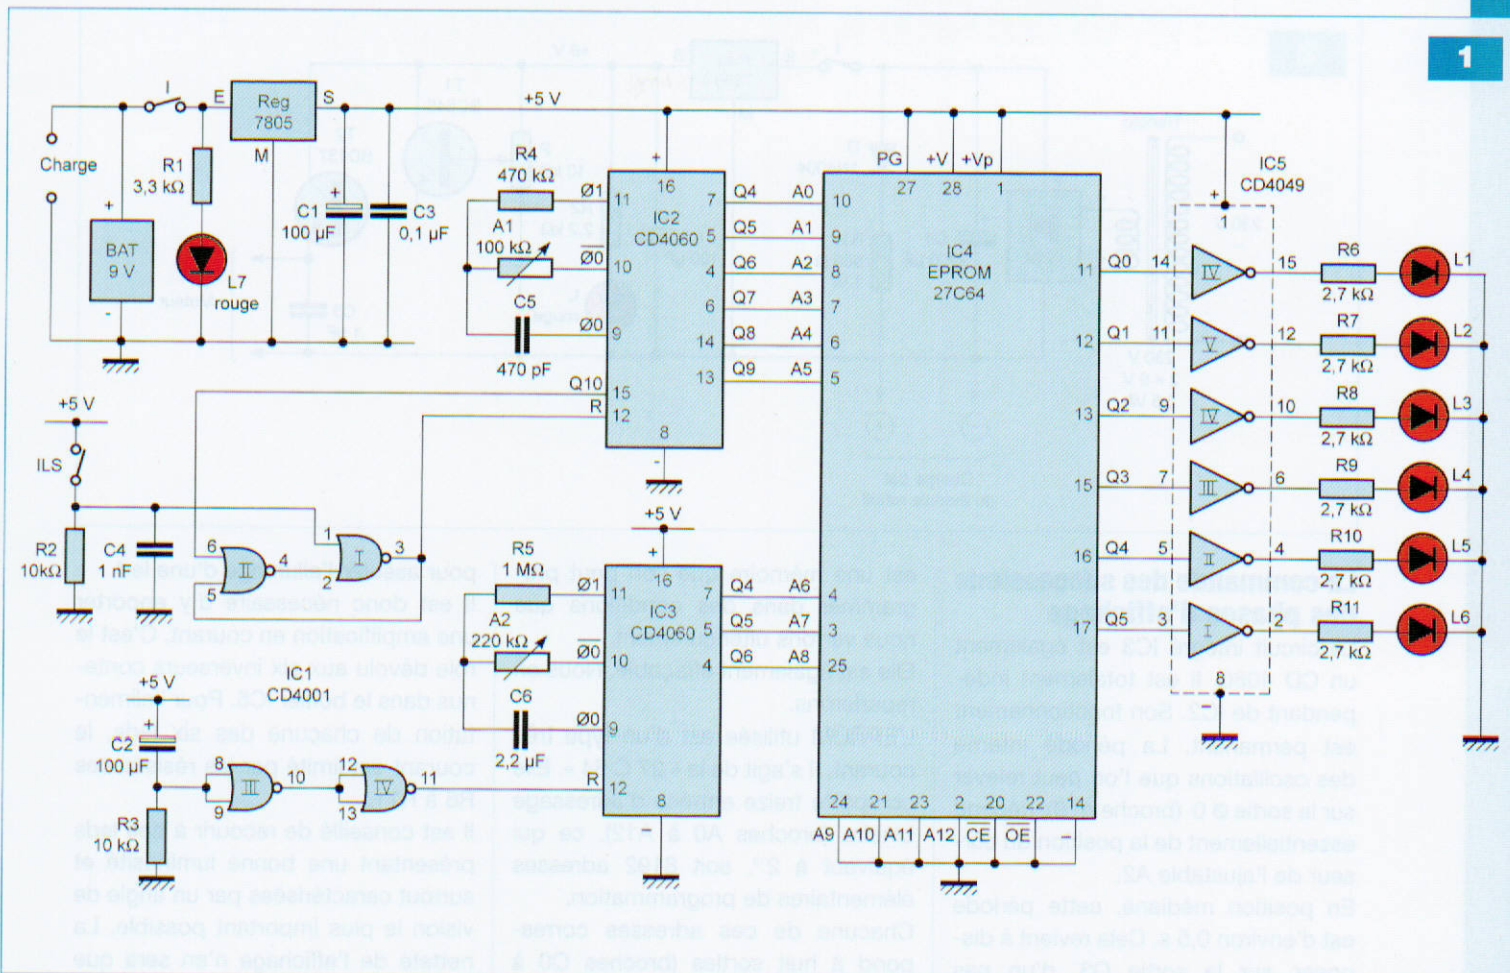 1
I
E
Reg
7805
S
M
+5 V
Charge
R1
3,3 kΩ
+
BAT
9 V
-
L7
rouge
+
C1
100 µF
C3
0,1 µF
R4
470 kΩ
A1
100 kΩ
C5
470 pF
Ø1
11
Ø0
10
Ø0
9
Q10
15
R
12
+
16
IC2
CD4060
8
-
7
Q4
A0
10
5
Q5
A1
9
4
Q6
A2
8
6
Q7
A3
7
14
Q8
A4
6
13
Q9
A5
5
PG
+V
+Vp
27
28
1
IC4
EPROM
27C64
11
Q0
14
IV
15
R6
2,7 kΩ
L1
12
Q1
11
V
12
R7
2,7 kΩ
L2
13
Q2
9
IV
10
R8
2,7 kΩ
L3
15
Q3
7
III
6
R9
2,7 kΩ
L4
16
Q4
5
II
4
R10
2,7 kΩ
L5
17
Q5
3
I
2
R11
2,7 kΩ
L6
IC5
CD4049
+
1
8
-
+5 V
ILS
R2
10kΩ
C4
1 nF
6
II
4
5
1
I
3
2
IC1
CD4001
+5 V
+
C2
100 µF
R3
10 kΩ
8
III
10
9
12
IV
11
13
+5 V
+
R5
1 MΩ
A2
220 kΩ
C6
2,2 µF
Ø1
11
Ø0
10
Ø0
9
R
12
16
IC3
CD4060
8
-
7
Q4
A6
4
5
Q5
A7
3
4
Q6
A8
25
24
21
23
2
20
22
14
A9
A10
A11
A12
CE
OE
-